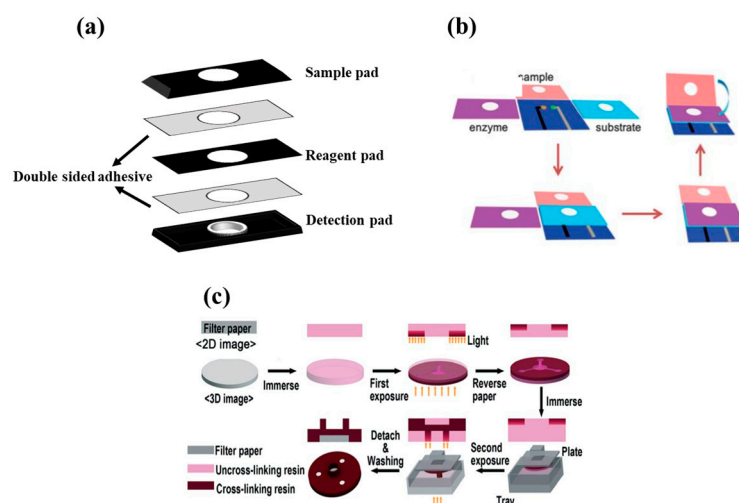 (a)
Sample pad
Reagent pad
Double sided adhesive
Detection pad
(b)
sample
enzyme
substrate
(c)
Filter paper
<2D image>
<3D image>
Immerse
Light
First
exposure
Reverse
paper
Immerse
Plate
Second
exposure
Tray
Detach
&
Washing
Filter paper
Uncross-linking resin
Cross-linking resin